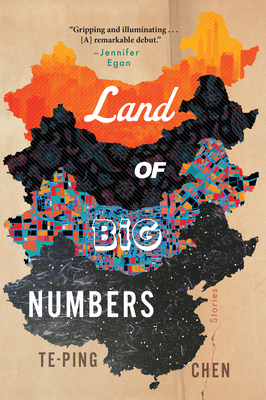 “Gripping and illuminating . . .
[A] remarkable debut.”
–Jennifer
Egan
Land
OF
BiG
NUMBERS
Stories
TE-PING
CHEN